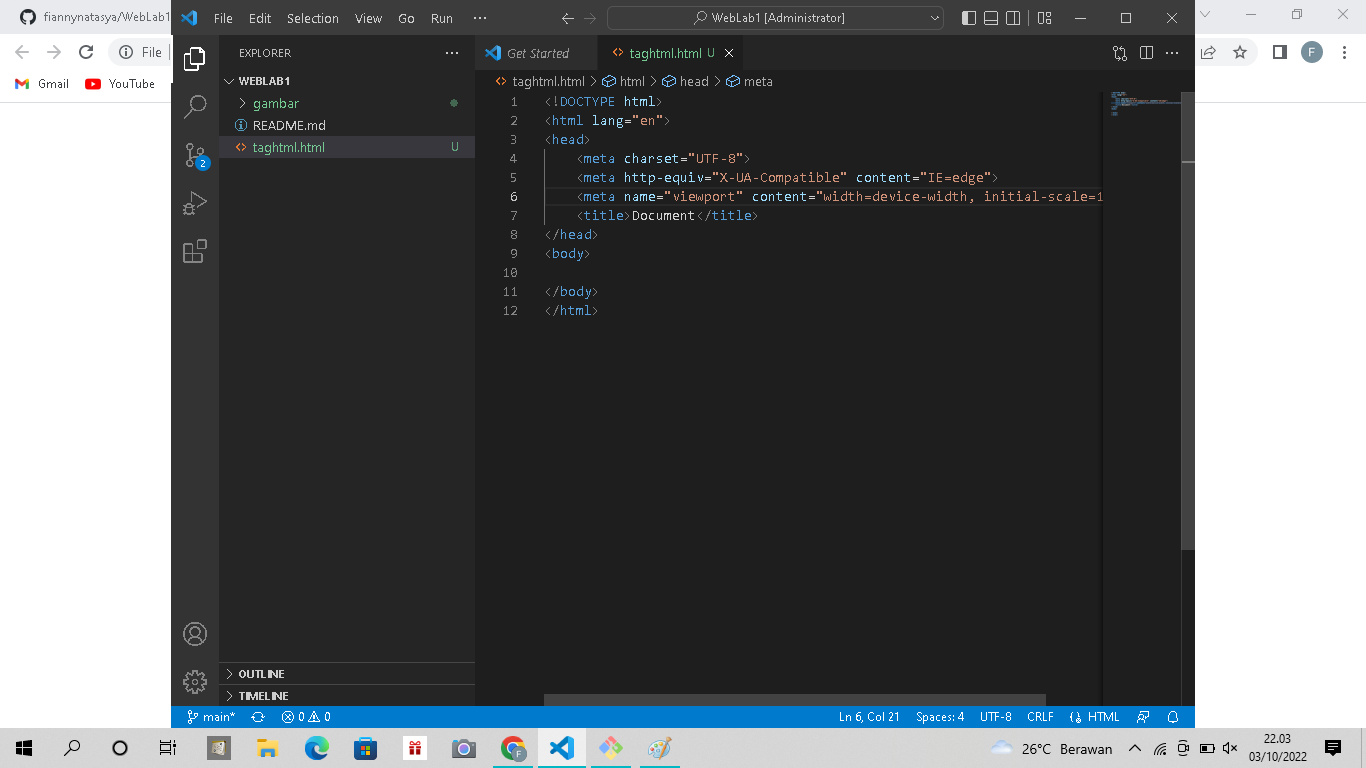 fiannynatasya/WebLab1
File
Gmail
YouTube
F
File Edit Selection View Go Run ...
WebLab1 [Administrator]
EXPLORER
WEBLAB1
gambar
README.md
taghtml.html U
2
OUTLINE
TIMELINE
Get Started
taghtml.html U
taghtml.html > html > head > meta
1 <!DOCTYPE html>
2 <html lang="en">
3 <head>
4 <meta charset="UTF-8">
5 <meta http-equiv="X-UA-Compatible" content="IE=edge">
6 <meta name="viewport" content="width=device-width, initial-scale=1
7 <title>Document</title>
8 </head>
9 <body>
10
11 </body>
12 </html>
main* 0 0
Ln 6, Col 21 Spaces: 4 UTF-8 CRLF HTML
F
26°C Berawan
22.03
03/10/2022